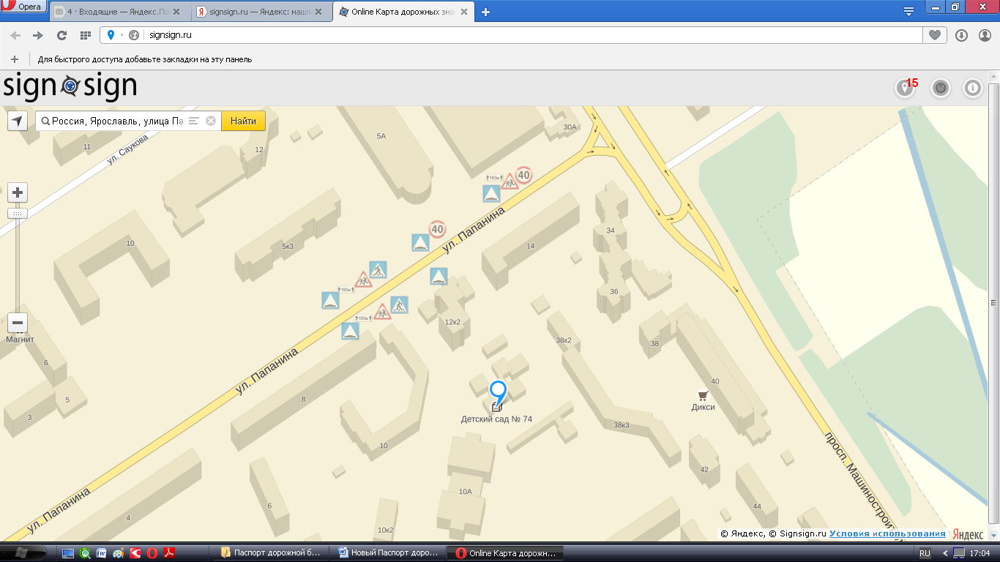 Opera
4 · Входящие — Яндекс.По
signsign.ru — Яндекс: нашл
Online Карта дорожных зна
signsign.ru
Для быстрого доступа добавьте закладки на эту панель
sign sign
15
Россия, Ярославль, улица Па
Найти
ул. Саукова
11
12
5А
30А
10
5к3
40
160м
40
ул. Папанина
14
34
36
160м
160м
12к2
38к2
38
40
Магнит
6
5
3
ул. Папанина
8
10
Детский сад № 74
Дикси
38к3
42
44
10А
10к2
6
4
ул. Папанина
просп. Машиностроит
© Яндекс, © Signsign.ru Условия использования
Яндекс
Паспорт дорожной б...
Новый Паспорт доро...
Online Карта дорожн...
RU
17:04